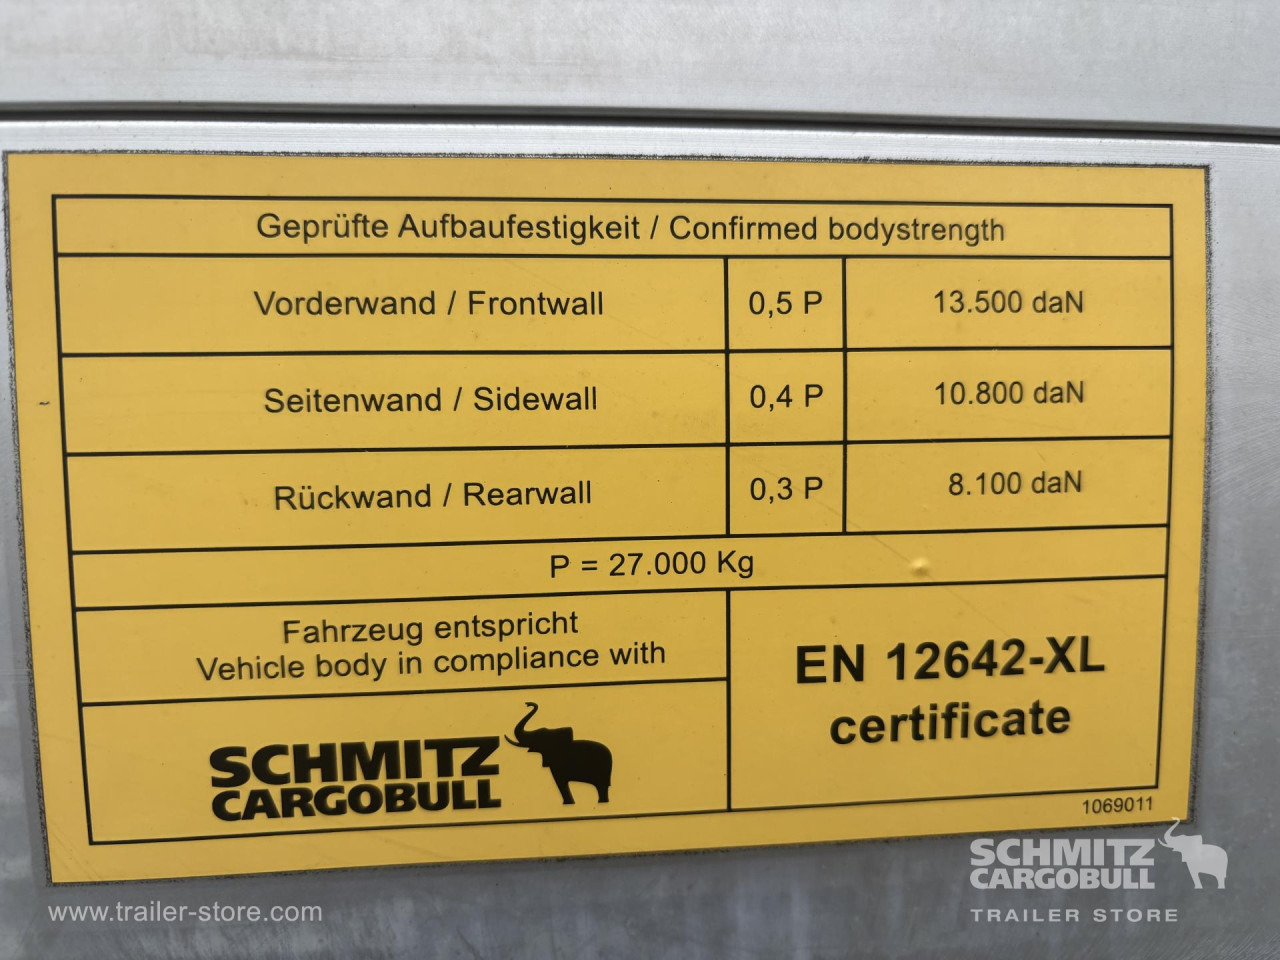 Geprüfte Aufbaufestigkeit / Confirmed bodystrength
Vorderwand / Frontwall 0,5 P 13.500 daN
Seitenwand / Sidewall 0,4 P 10.800 daN
Rückwand / Rearwall 0,3 P 8.100 daN
P = 27.000 Kg
Fahrzeug entspricht
Vehicle body in compliance with
EN 12642-XL
certificate
SCHMITZ
CARGOBULL
1069011
SCHMITZ
CARGOBULL
TRAILER STORE
www.trailer-store.com